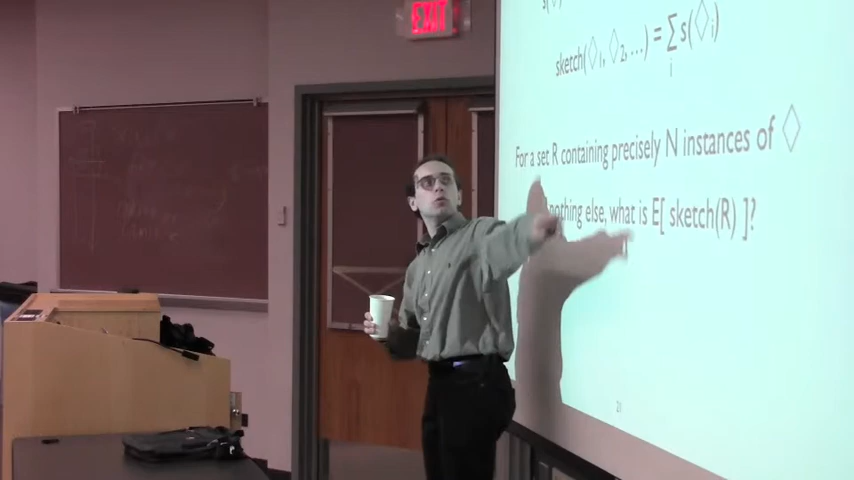 EXIT
s(◊)
sketch(◊1, ◊2, ...) = ∑ s(◊i)
i
For a set R containing precisely N instances of ◊
nothing else, what is E[ sketch(R) ]?